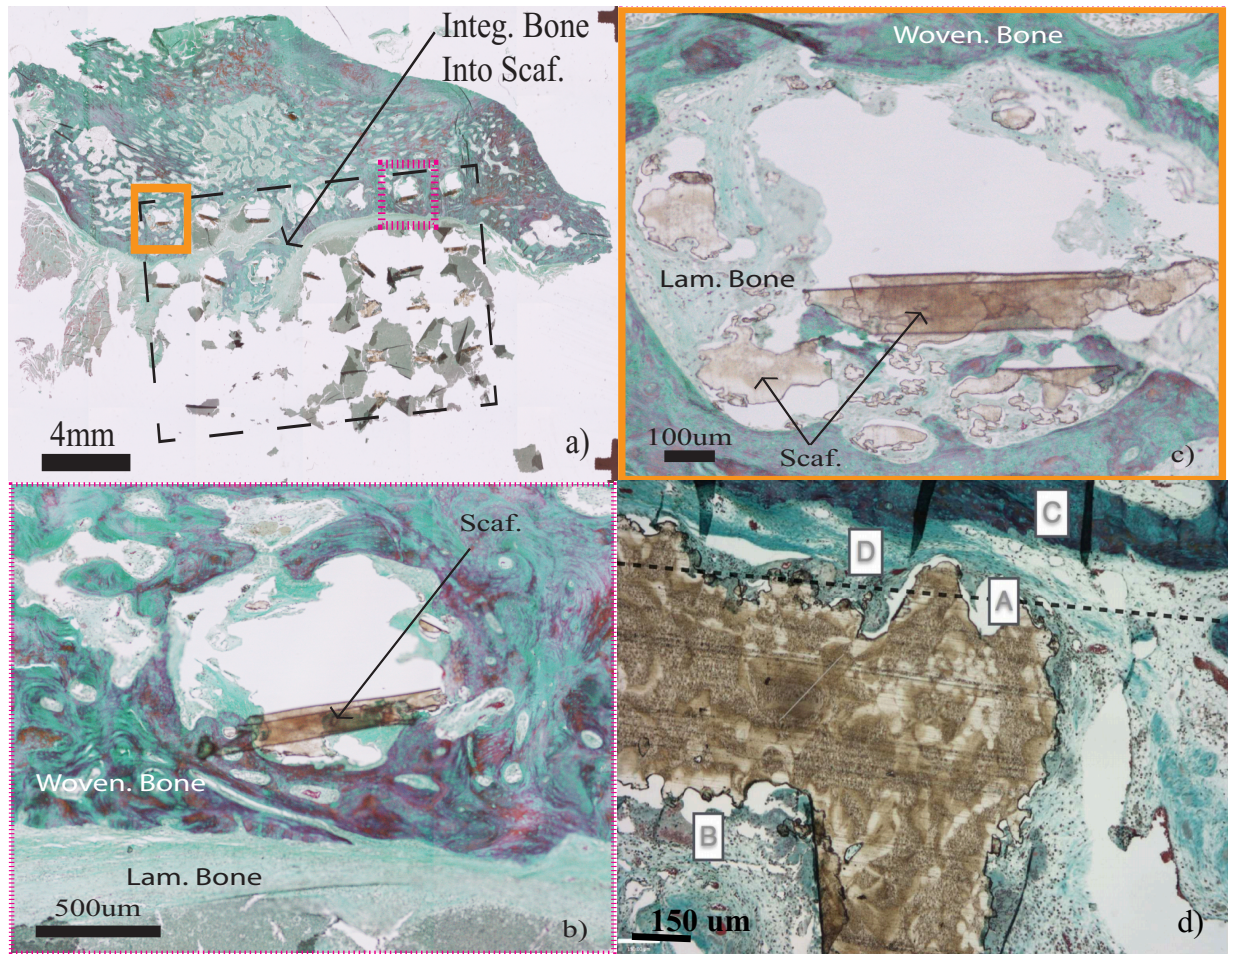 Integ. Bone
Into Scaf.
4mm
a)
Woven. Bone
Lam. Bone
100um
Scaf.
c)
Scaf.
Woven. Bone
Lam. Bone
500um
b)
C
D
A
B
150 um
d)